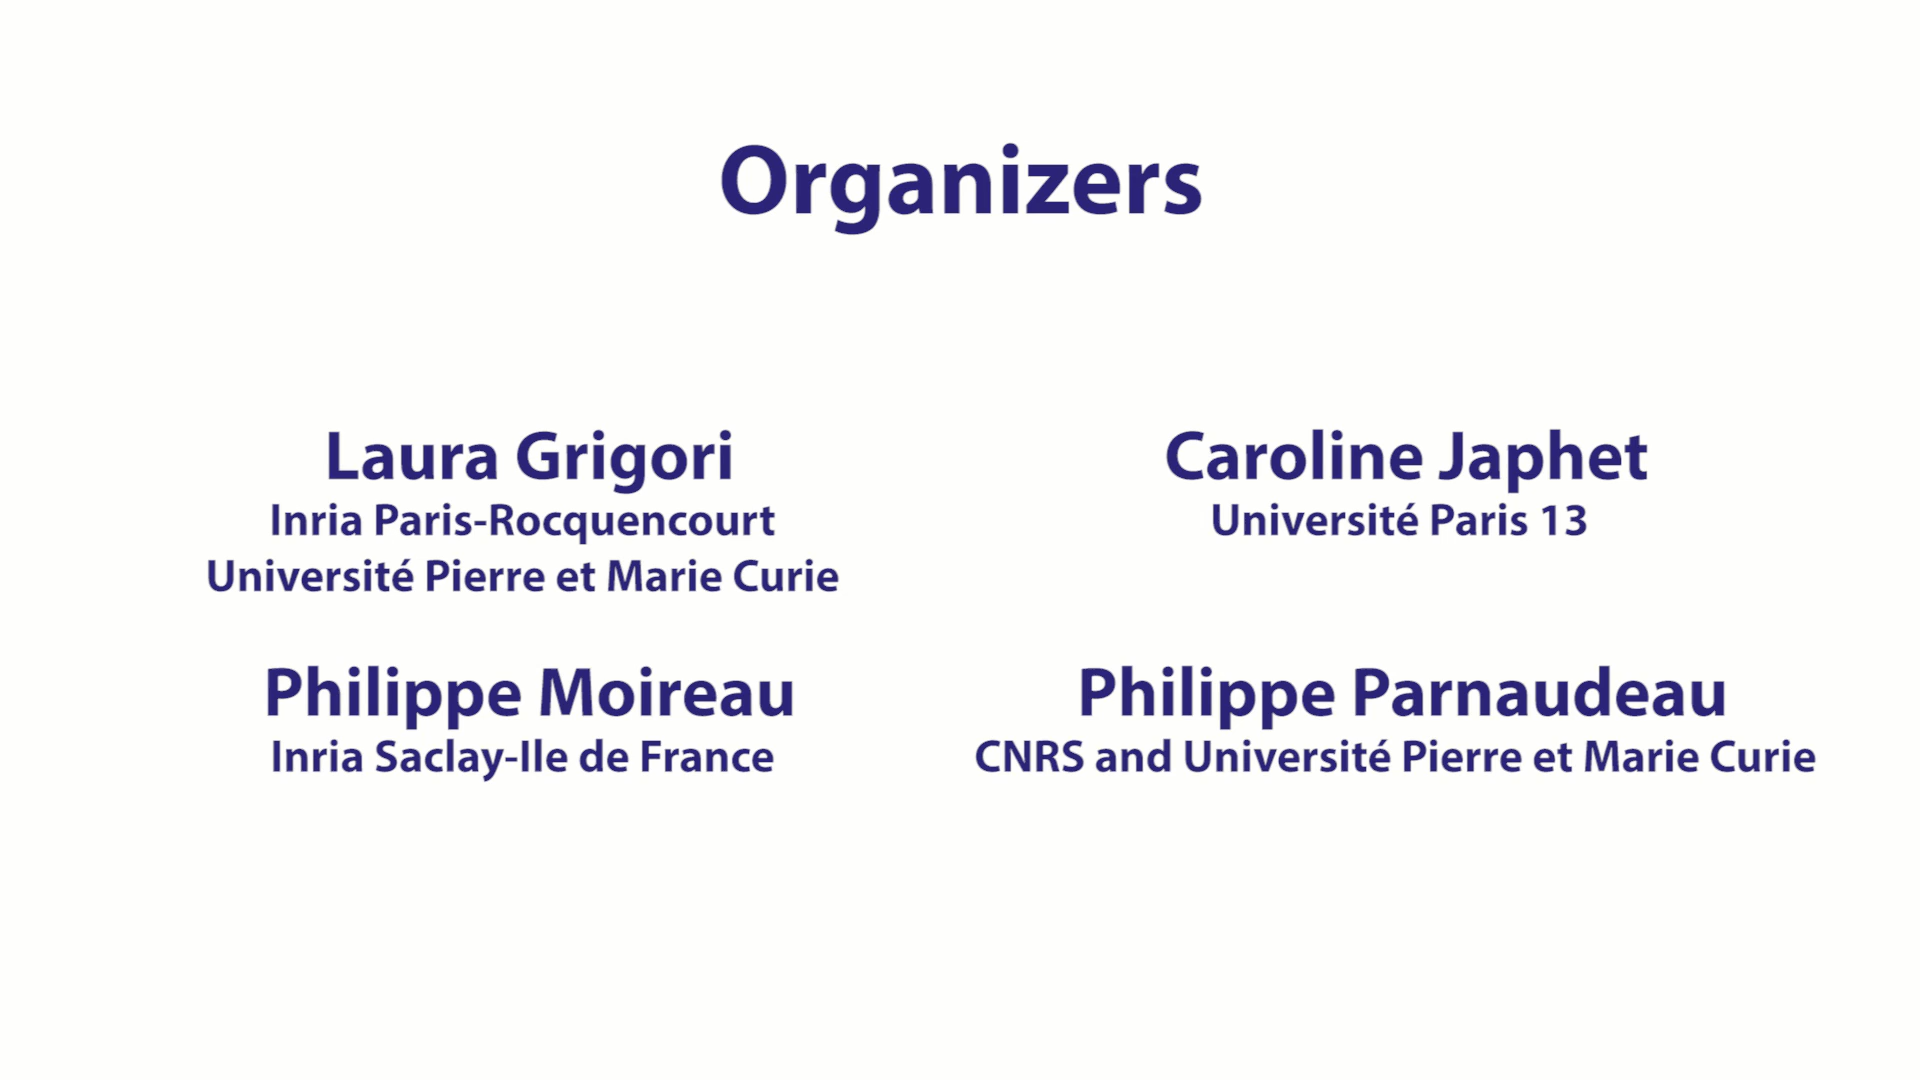 Organizers
Laura Grigori
Inria Paris-Rocquencourt
Université Pierre et Marie Curie
Caroline Japhet
Université Paris 13
Philippe Moireau
Inria Saclay-Ile de France
Philippe Parnaudeau
CNRS and Université Pierre et Marie Curie